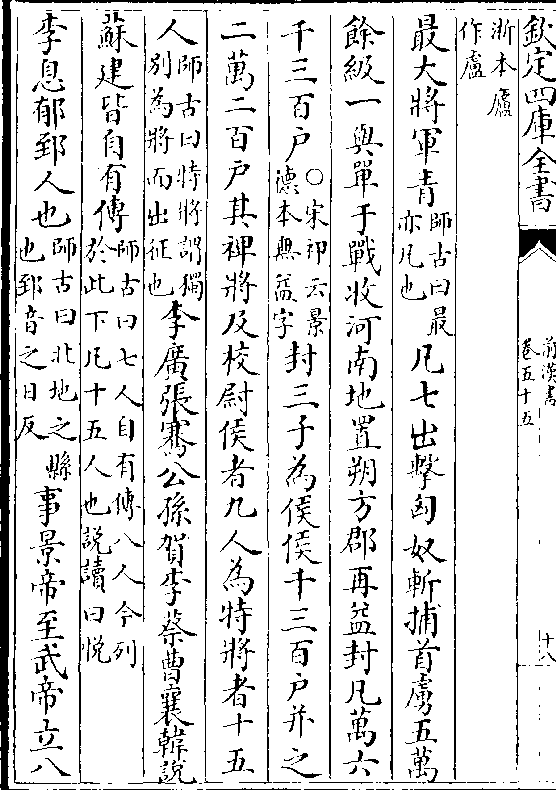 欽定四庫全書
前漢書
卷五十五
十八
浙本廬
作盧
最大將軍青師古曰最
亦凡也凡七出擊匈奴斬捕首虜五萬
餘級一與單于戰收河南地置朔方郡再益封凡萬六
千三百户○宋祁云景
德本無益字封三子為侯侯千三百户并之
二萬二百户其裨將及校尉侯者九人為特將者十五
人師古曰特將謂獨
别為將而出征也李廣張騫公孫賀李蔡曹襄韓說
蘇建皆自有傳師古曰七人自有傳八人今列
於此下凡十五人也説讀曰悦
李息郁郅人也師古曰北地之縣
也郅音之日反事景帝至武帝立八